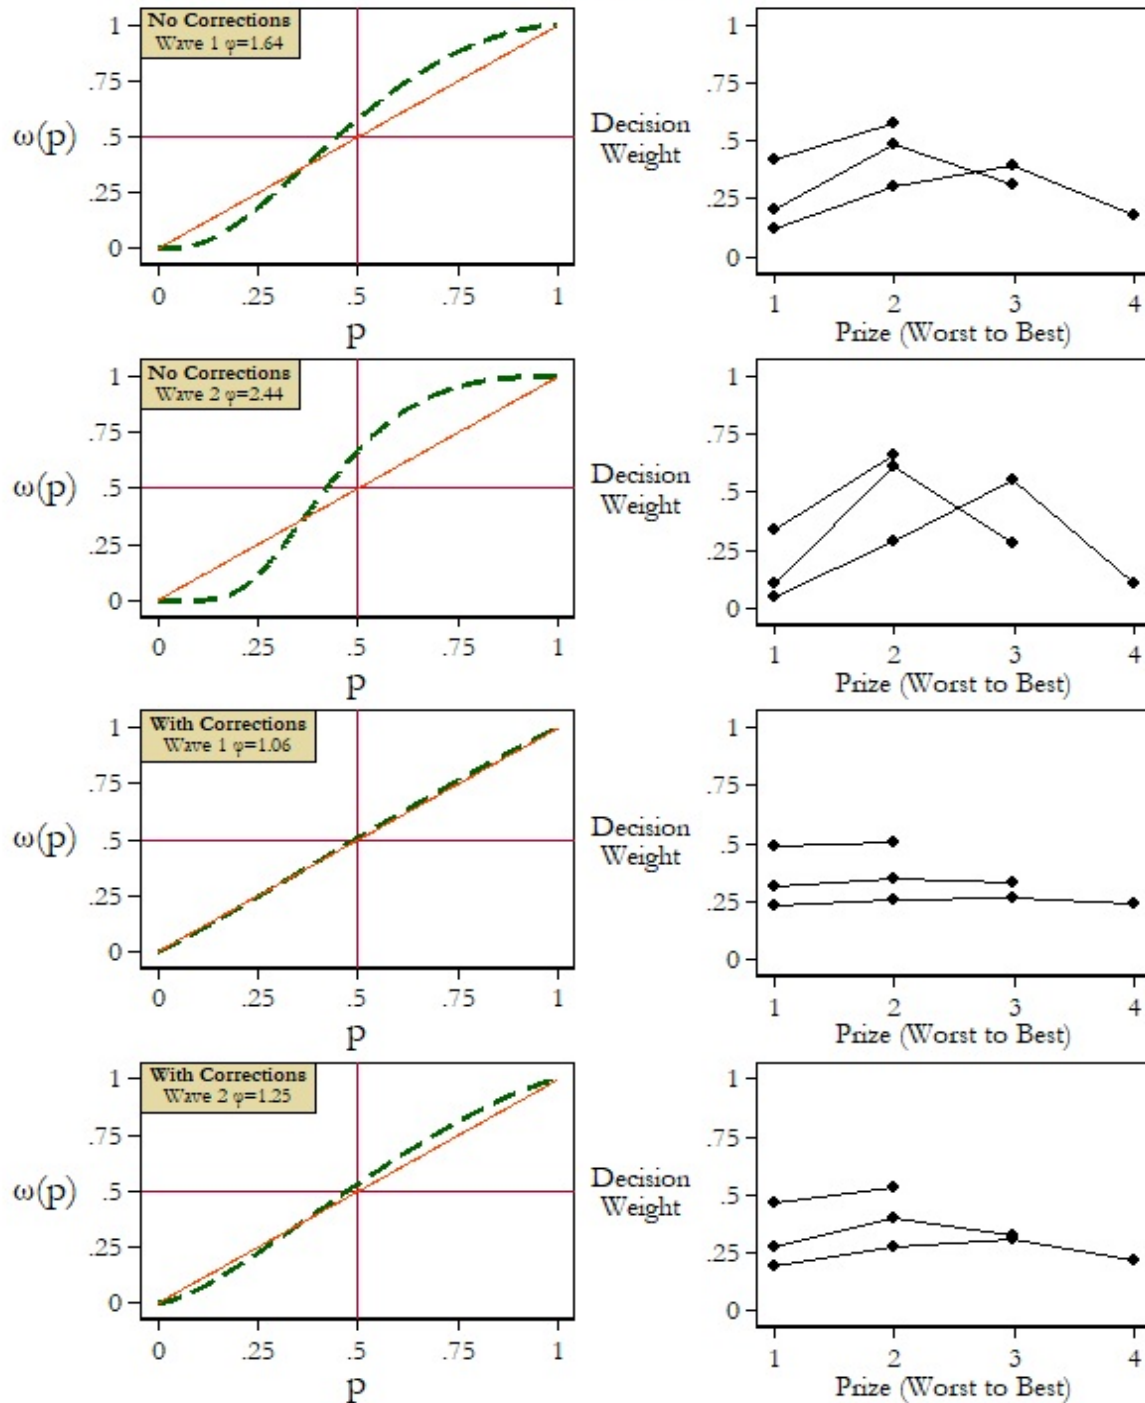 No Corrections
Wave 1 φ=1.64
1
.75
ω(p)
.5
.25
0
0 .25 .5 .75 1
p
1
.75
Decision
Weight
.5
.25
0
1 2 3 4
Prize (Worst to Best)
No Corrections
Wave 2 φ=2.44
1
.75
ω(p)
.5
.25
0
0 .25 .5 .75 1
p
1
.75
Decision
Weight
.5
.25
0
1 2 3 4
Prize (Worst to Best)
With Corrections
Wave 1 φ=1.06
1
.75
ω(p)
.5
.25
0
0 .25 .5 .75 1
p
1
.75
Decision
Weight
.5
.25
0
1 2 3 4
Prize (Worst to Best)
With Corrections
Wave 2 φ=1.25
1
.75
ω(p)
.5
.25
0
0 .25 .5 .75 1
p
1
.75
Decision
Weight
.5
.25
0
1 2 3 4
Prize (Worst to Best)